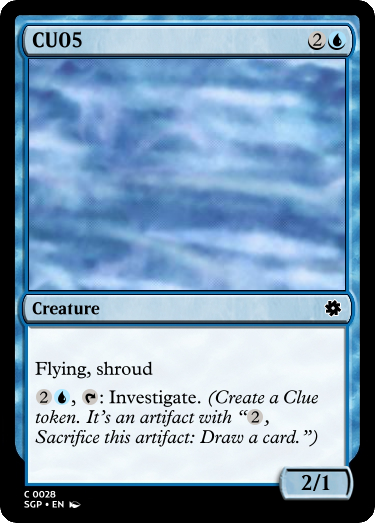 CU05 2
Creature
Flying, shroud
2, : Investigate. (Create a Clue
token. It's an artifact with “2,
Sacrifice this artifact: Draw a card.”)
2/1
C 0028
SGP • EN